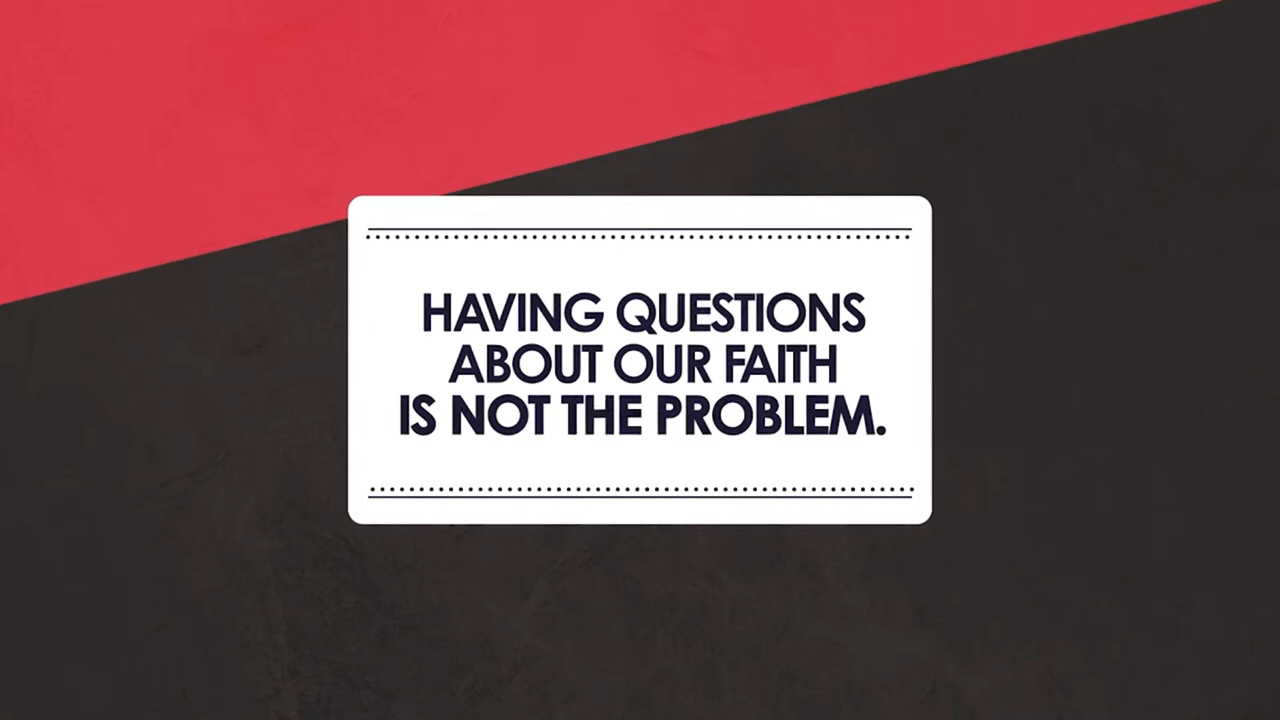 HAVING QUESTIONS
ABOUT OUR FAITH
IS NOT THE PROBLEM.